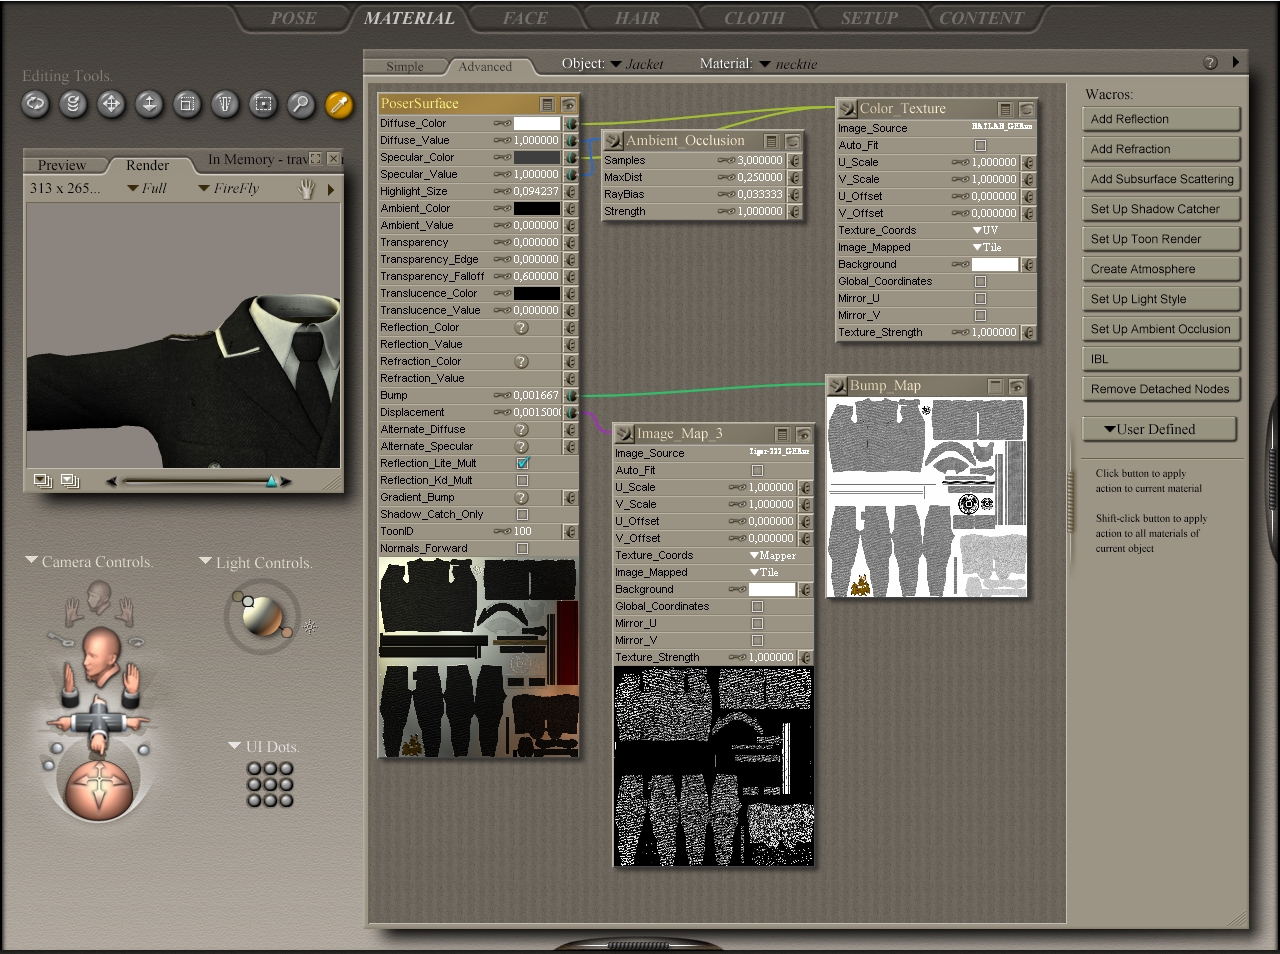 POSE MATERIAL FACE HAIR CLOTH SETUP CONTENT
Editing Tools.
Preview Render In Memory - trav
313 x 265... Full FireFly
Camera Controls.
Light Controls.
UI Dots.
Simple Advanced Object: Jacket Material: necktie ?
PoserSurface
Diffuse_Color
Diffuse_Value 1,000000
Specular_Color
Specular_Value 1,000000
Highlight_Size 0,094237
Ambient_Color
Ambient_Value 0,000000
Transparency 0,000000
Transparency_Edge 0,000000
Transparency_Falloff 0,600000
Translucence_Color
Translucence_Value 0,000000
Reflection_Color ?
Reflection_Value
Refraction_Color ?
Refraction_Value
Bump 0,001667
Displacement 0,001500
Alternate_Diffuse ?
Alternate_Specular ?
Reflection_Lite_Mult
Reflection_Kd_Mult
Gradient_Bump ?
Shadow_Catch_Only
ToonID 100
Normals_Forward
Ambient_Occlusion
Samples 3,000000
MaxDist 0,250000
RayBias 0,033333
Strength 1,000000
Color_Texture
Image_Source
Auto_Fit
U_Scale 1,000000
V_Scale 1,000000
U_Offset 0,000000
V_Offset 0,000000
Texture_Coords UV
Image_Mapped Tile
Background
Global_Coordinates
Mirror_U
Mirror_V
Texture_Strength 1,000000
Bump_Map
Image_Map_3
Image_Source
Auto_Fit
U_Scale 1,000000
V_Scale 1,000000
U_Offset 0,000000
V_Offset 0,000000
Texture_Coords Mapper
Image_Mapped Tile
Background
Global_Coordinates
Mirror_U
Mirror_V
Texture_Strength 1,000000
Wacros:
Add Reflection
Add Refraction
Add Subsurface Scattering
Set Up Shadow Catcher
Set Up Toon Render
Create Atmosphere
Set Up Light Style
Set Up Ambient Occlusion
IBL
Remove Detached Nodes
User Defined
Click button to apply
action to current material
Shift-click button to apply
action to all materials of
current object